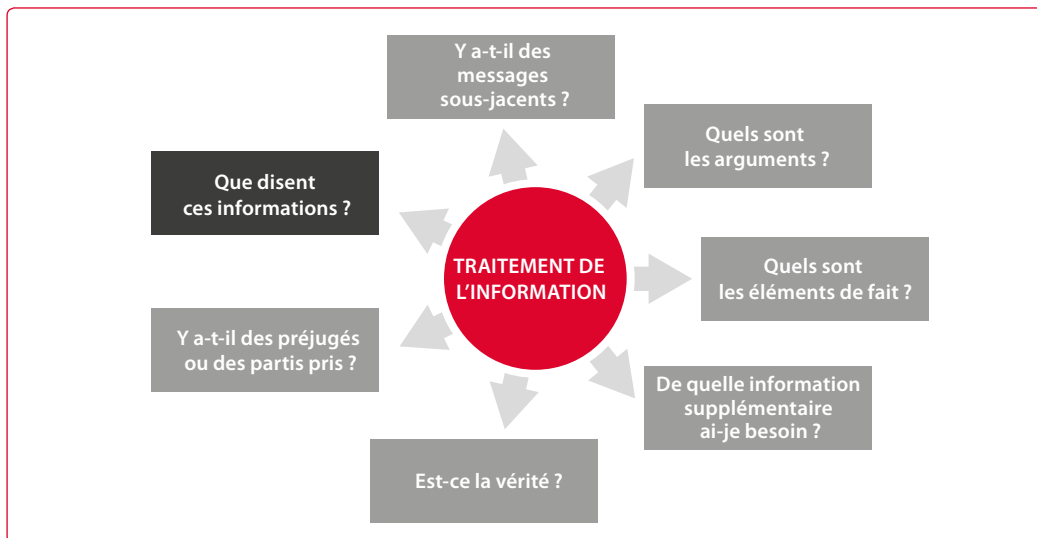 Y a-t-il des
messages
sous-jacents ?
Quels sont
les arguments ?
Que disent
ces informations ?
TRAITEMENT DE
L’INFORMATION
Quels sont
les éléments de fait ?
Y a-t-il des préjugés
ou des partis pris ?
De quelle information
supplémentaire
ai-je besoin ?
Est-ce la vérité ?